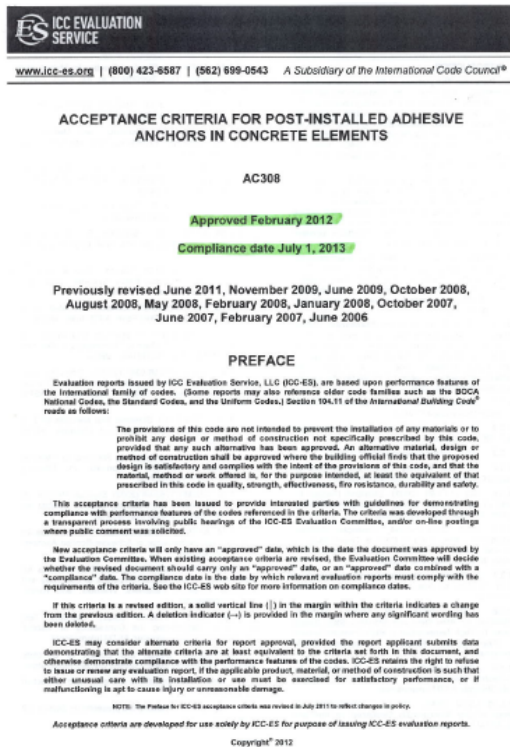 ES ICC EVALUATION
SERVICE
www.icc-es.org | (800) 423-6587 | (562) 699-0543 A Subsidiary of the International Code Council®
ACCEPTANCE CRITERIA FOR POST-INSTALLED ADHESIVE
ANCHORS IN CONCRETE ELEMENTS
AC308
Approved February 2012
Compliance date July 1, 2013
Previously revised June 2011, November 2009, June 2009, October 2008,
August 2008, May 2008, February 2008, January 2008, October 2007,
June 2007, February 2007, June 2006
PREFACE
Evaluation reports issued by ICC Evaluation Service, LLC (ICC-ES), are based upon performance features of
the International family of codes. (Some reports may also reference older code families such as the BOCA
National Codes, the Standard Codes, and the Uniform Codes.) Section 104.11 of the International Building Code®
reads as follows:
The provisions of this code are not intended to prevent the installation of any materials or to
prohibit any design or method of construction not specifically prescribed by this code,
provided that any such alternative has been approved. An alternative material, design or
method of construction shall be approved where the building official finds that the proposed
design is satisfactory and complies with the intent of the provisions of this code, and that the
material, method or work offered is, for the purpose intended, at least the equivalent of that
prescribed in this code in quality, strength, effectiveness, fire resistance, durability and safety.
This acceptance criteria has been issued to provide interested parties with guidelines for demonstrating
compliance with performance features of the codes referenced in the criteria. The criteria was developed through
a transparent process involving public hearings of the ICC-ES Evaluation Committee, and/or on-line postings
where public comment was solicited.
New acceptance criteria will only have an "approved" date, which is the date the document was approved by
the Evaluation Committee. When existing acceptance criteria are revised, the Evaluation Committee will decide
whether the revised document should carry only an "approved" date, or an "approved" date combined with a
"compliance" date. The compliance date is the date by which relevant evaluation reports must comply with the
requirements of the criteria. See the ICC-ES web site for more information on compliance dates.
If this criteria is a revised edition, a solid vertical line (|) in the margin within the criteria indicates a change
from the previous edition. A deletion indicator (→) is provided in the margin where any significant wording has
been deleted.
ICC-ES may consider alternate criteria for report approval, provided the report applicant submits data
demonstrating that the alternate criteria are at least equivalent to the criteria set forth in this document, and
otherwise demonstrate compliance with the performance features of the codes. ICC-ES retains the right to refuse
to issue or renew any evaluation report, if the applicable product, material, or method of construction is such that
either unusual care with its installation or use must be exercised for satisfactory performance, or if
malfunctioning is apt to cause injury or unreasonable damage.
NOTE: The Preface for ICC-ES acceptance criteria was revised in July 2011 to reflect changes in policy.
Acceptance criteria are developed for use solely by ICC-ES for purpose of issuing ICC-ES evaluation reports.
Copyright® 2012